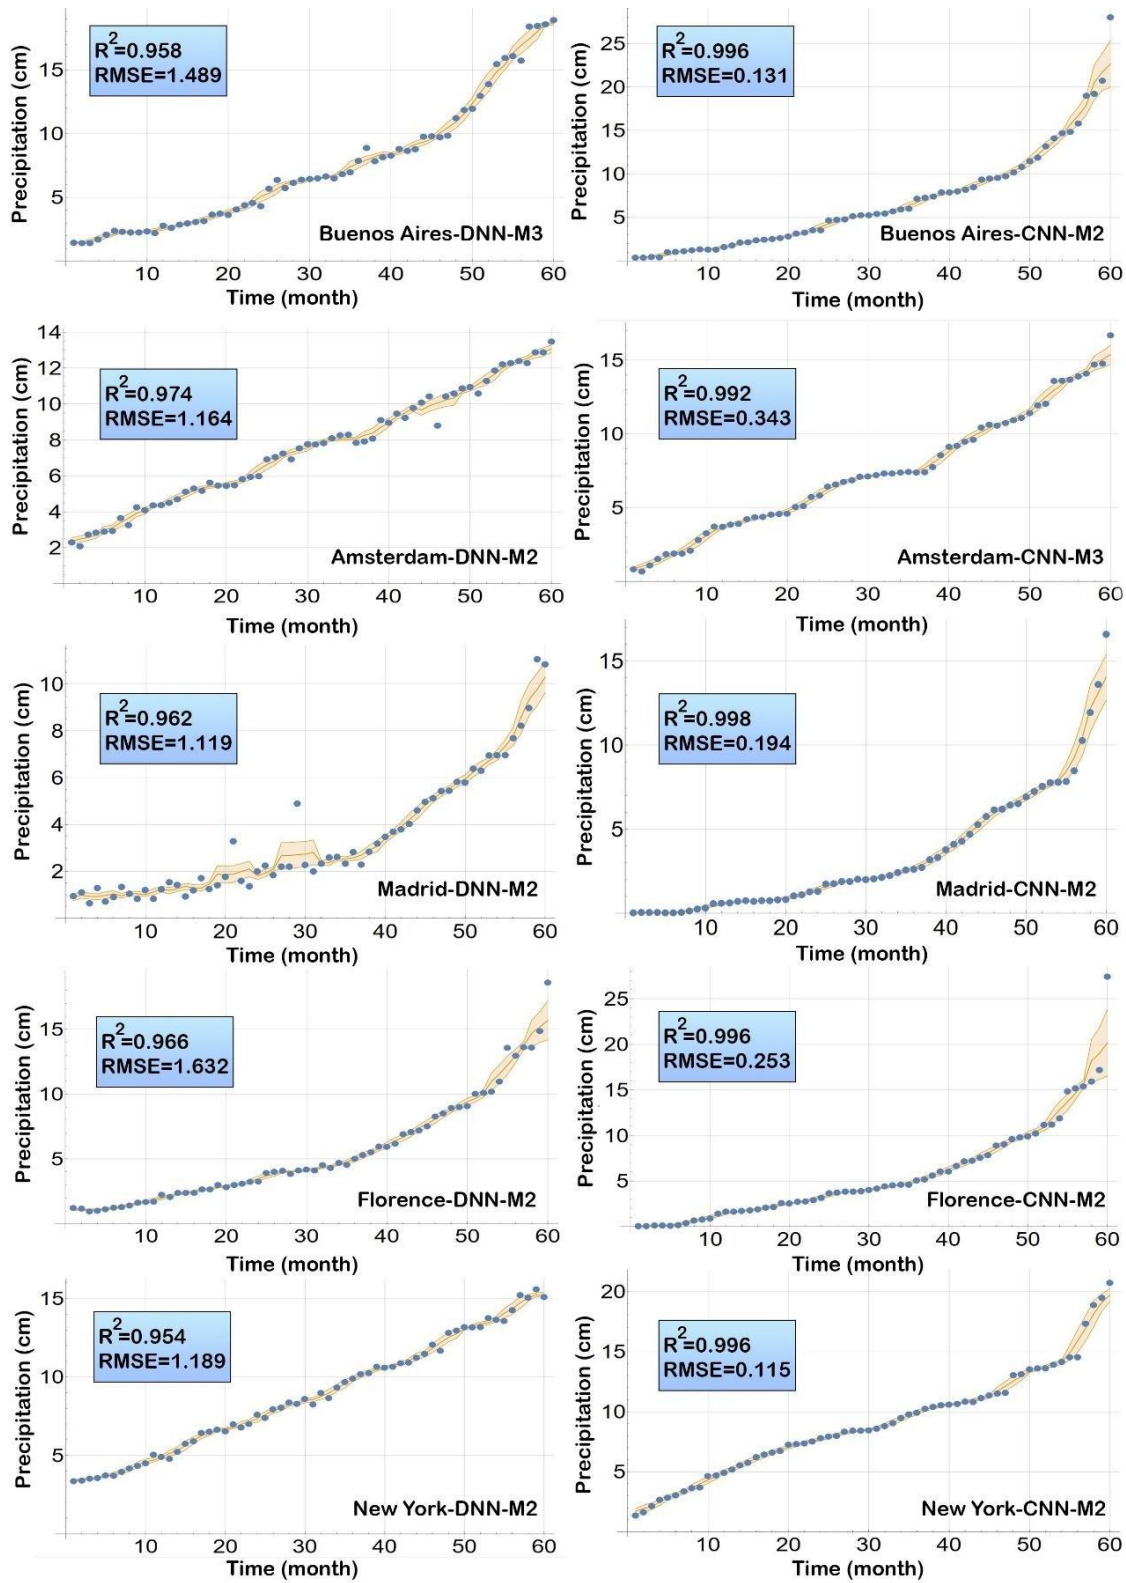 R²=0.958
RMSE=1.489
Precipitation (cm)
15
10
5
Buenos Aires-DNN-M3
10 20 30 40 50 60
Time (month)
R²=0.996
RMSE=0.131
Precipitation (cm)
25
20
15
10
5
Buenos Aires-CNN-M2
10 20 30 40 50 60
Time (month)
R²=0.974
RMSE=1.164
Precipitation (cm)
14
12
10
8
6
4
2
Amsterdam-DNN-M2
10 20 30 40 50 60
Time (month)
R²=0.992
RMSE=0.343
Precipitation (cm)
15
10
5
Amsterdam-CNN-M3
10 20 30 40 50 60
Time (month)
R²=0.962
RMSE=1.119
Precipitation (cm)
10
8
6
4
2
Madrid-DNN-M2
10 20 30 40 50 60
Time (month)
R²=0.998
RMSE=0.194
Precipitation (cm)
15
10
5
Madrid-CNN-M2
10 20 30 40 50 60
Time (month)
R²=0.966
RMSE=1.632
Precipitation (cm)
15
10
5
Florence-DNN-M2
10 20 30 40 50 60
Time (month)
R²=0.996
RMSE=0.253
Precipitation (cm)
25
20
15
10
5
Florence-CNN-M2
10 20 30 40 50 60
Time (month)
R²=0.954
RMSE=1.189
Precipitation (cm)
15
10
5
New York-DNN-M2
10 20 30 40 50 60
Time (month)
R²=0.996
RMSE=0.115
Precipitation (cm)
20
15
10
5
New York-CNN-M2
10 20 30 40 50 60
Time (month)